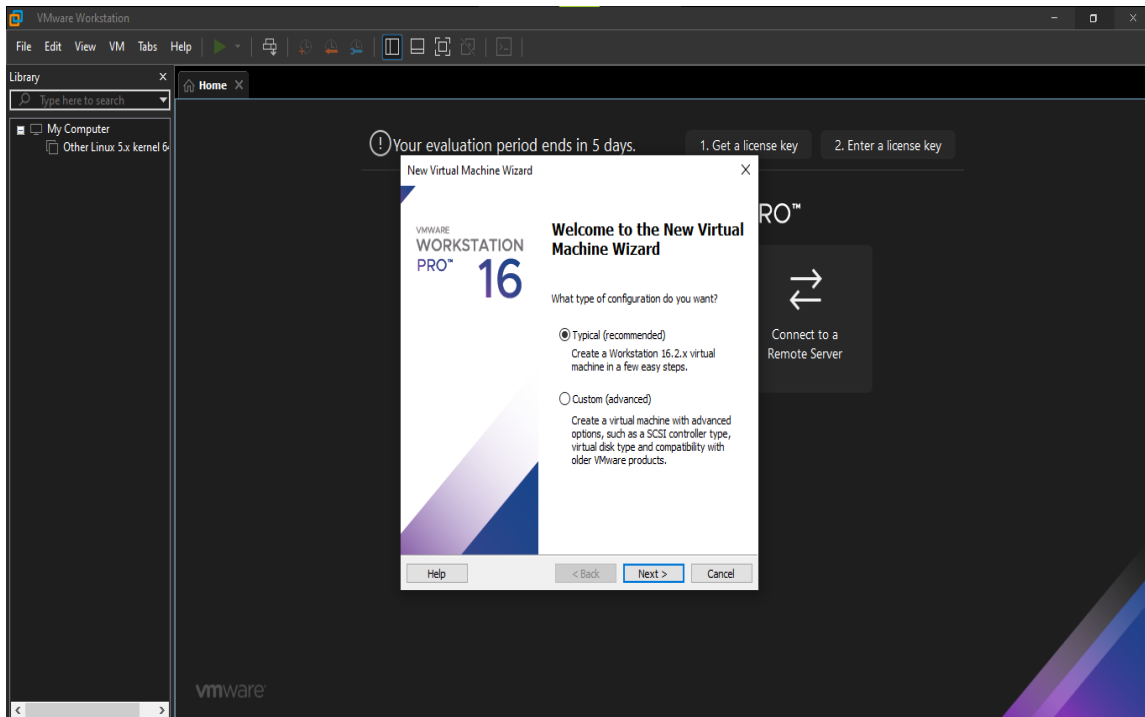 VMware Workstation
File Edit View VM Tabs Help
Library
Type here to search
My Computer
Other Linux 5.x kernel 6
Home
Your evaluation period ends in 5 days.
1. Get a license key
2. Enter a license key
PRO™
Connect to a
Remote Server
New Virtual Machine Wizard
VMWARE
WORKSTATION
PRO™ 16
Welcome to the New Virtual
Machine Wizard
What type of configuration do you want?
Typical (recommended)
Create a Workstation 16.2.x virtual
machine in a few easy steps.
Custom (advanced)
Create a virtual machine with advanced
options, such as a SCSI controller type,
virtual disk type and compatibility with
older VMware products.
Help < Back Next > Cancel
vmware